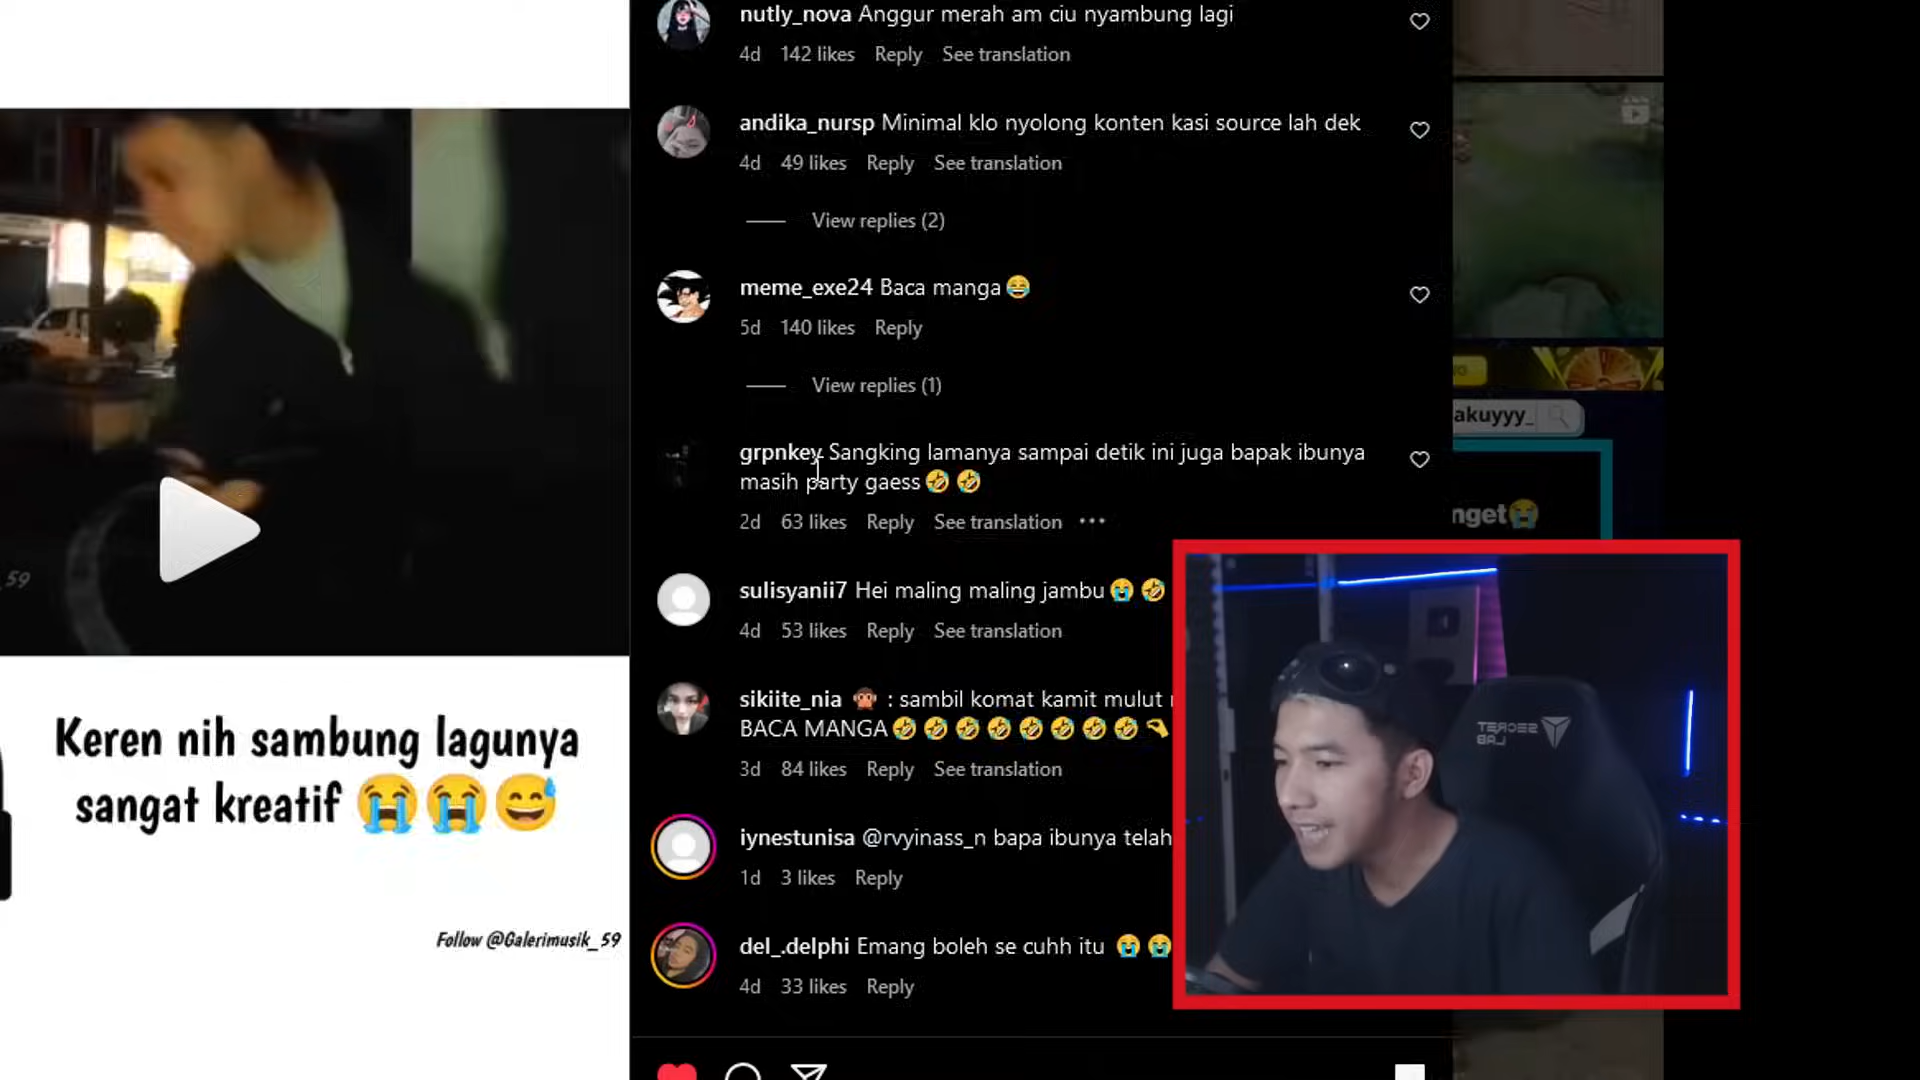 nutly_nova Anggur merah am ciu nyambung lagi
4d 142 likes Reply See translation
andika_nursp Minimal klo nyolong konten kasi source lah dek
4d 49 likes Reply See translation
View replies (2)
meme_exe24 Baca manga😂
5d 140 likes Reply
View replies (1)
grpnkey Sangking lamanya sampai detik ini juga bapak ibunya
masih party gaess🤣🤣
2d 63 likes Reply See translation •••
sulisyanii7 Hei maling maling jambu😭🤣
4d 53 likes Reply See translation
sikiite_nia 🙊 : sambil komat kamit mulut
BACA MANGA🤣🤣🤣🤣🤣🤣🤣🤣🤏
3d 84 likes Reply See translation
iynestunisa @rvyinass_n bapa ibunya telah
1d 3 likes Reply
del_.delphi Emang boleh se cuhh itu 😭😭
4d 33 likes Reply
_59
Keren nih sambung lagunya
sangat kreatif 😭😭😅
Follow @Galerimusik_59
akuyyy_
nget😭
SECRET
LAB